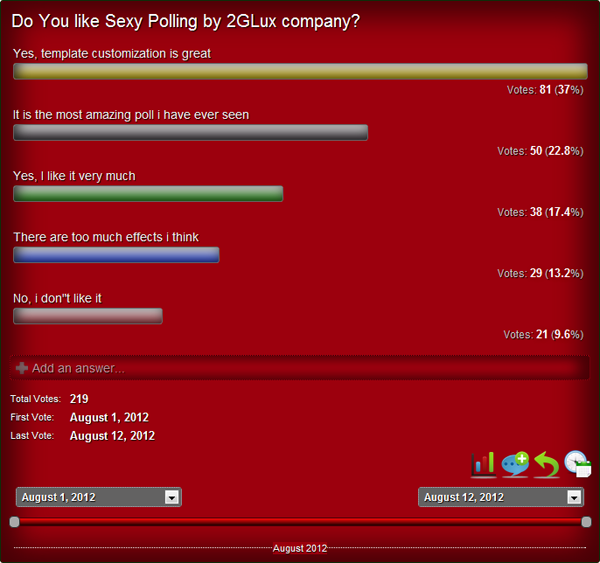 Do You like Sexy Polling by 2GLux company?
Yes, template customization is great
Votes: 81 (37%)
It is the most amazing poll i have ever seen
Votes: 50 (22.8%)
Yes, I like it very much
Votes: 38 (17.4%)
There are too much effects i think
Votes: 29 (13.2%)
No, i don"t like it
Votes: 21 (9.6%)
Add an answer...
Total Votes: 219
First Vote: August 1, 2012
Last Vote: August 12, 2012
August 1, 2012 August 12, 2012
August 2012